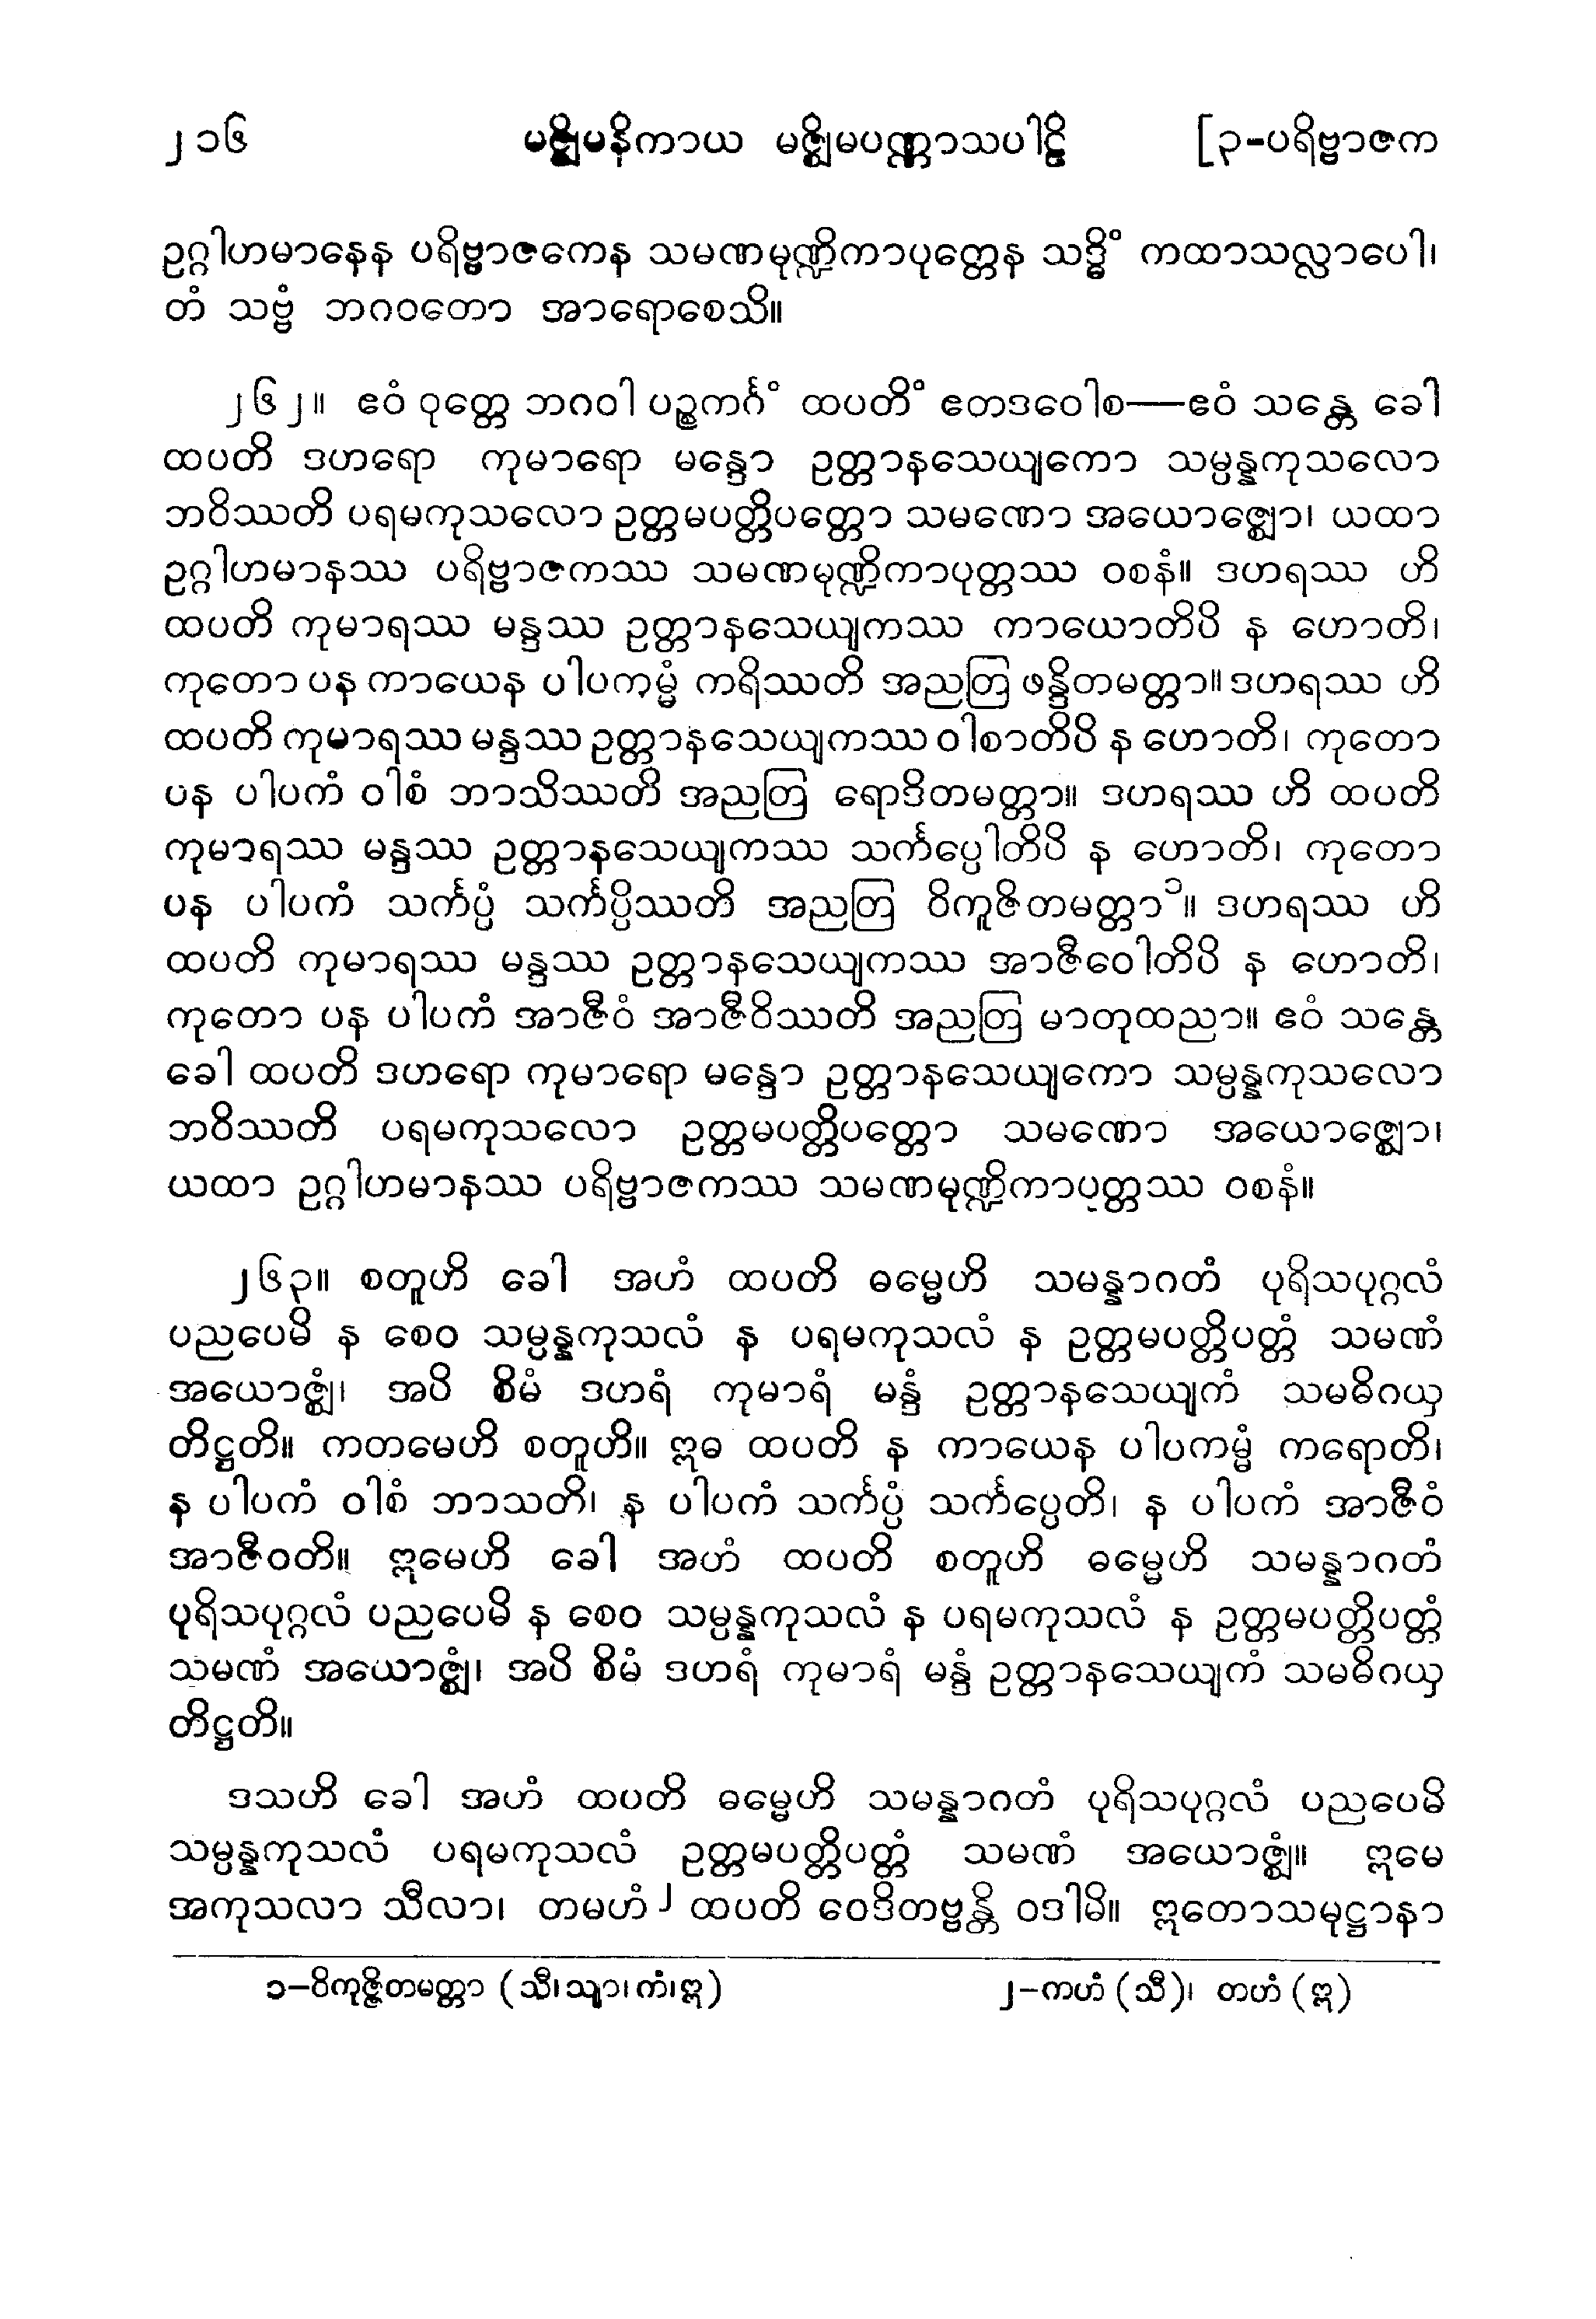 ၂၁၆ မဇ္ဈိမနိကာယ မဇ္ဈိမပဏ္ဏာသပါဠိ [၃-ပရိဗ္ဗာဇက
ဥဂ္ဂါဟမာနေန ပရိဗ္ဗာဇကေန သမဏမုဏ္ဍိကာပုတ္တေန သဒ္ဓိံ ကထာသလ္လာပေါ၊
တံ သဗ္ဗံ ဘဂဝတော အာရောစေသိ။
၂၆၂။ ဧဝံ ဝုတ္တေ ဘဂဝါ ပဉ္စကင်္ဂံ ထပတိံ ဧတဒဝေါစ—ဧဝံ သန္တေ ခေါ
ထပတိ ဒဟရော ကုမာရော မန္ဒော ဥတ္တာနသေယျကော သမ္ပန္နကုသလော
ဘဝိဿတိ ပရမကုသလော ဥတ္တမပတ္တိပတ္တော သမဏော အယောဇ္ဈော၊ ယထာ
ဥဂ္ဂါဟမာနဿ ပရိဗ္ဗာဇကဿ သမဏမုဏ္ဍိကာပုတ္တဿ ဝစနံ။ ဒဟရဿ ဟိ
ထပတိ ကုမာရဿ မန္ဒဿ ဥတ္တာနသေယျကဿ ကာယောတိပိ န ဟောတိ၊
ကုတော ပန ကာယေန ပါပကမ္မံ ကရိဿတိ အညတြ ဖန္ဒိတမတ္တာ။ ဒဟရဿ ဟိ
ထပတိ ကုမာရဿ မန္ဒဿ ဥတ္တာနသေယျကဿ ဝါစာတိပိ န ဟောတိ၊ ကုတော
ပန ပါပကံ ဝါစံ ဘာသိဿတိ အညတြ ရောဒိတမတ္တာ။ ဒဟရဿ ဟိ ထပတိ
ကုမာရဿ မန္ဒဿ ဥတ္တာနသေယျကဿ သင်္ကပ္ပေါတိပိ န ဟောတိ၊ ကုတော
ပန ပါပကံ သင်္ကပ္ပံ သင်္ကပ္ပိဿတိ အညတြ ဝိကူဇိတမတ္တာ၁။ ဒဟရဿ ဟိ
ထပတိ ကုမာရဿ မန္ဒဿ ဥတ္တာနသေယျကဿ အာဇီဝေါတိပိ န ဟောတိ၊
ကုတော ပန ပါပကံ အာဇီဝံ အာဇီဝိဿတိ အညတြ မာတုထညာ။ ဧဝံ သန္တေ
ခေါ ထပတိ ဒဟရော ကုမာရော မန္ဒော ဥတ္တာနသေယျကော သမ္ပန္နကုသလော
ဘဝိဿတိ ပရမကုသလော ဥတ္တမပတ္တိပတ္တော သမဏော အယောဇ္ဈော၊
ယထာ ဥဂ္ဂါဟမာနဿ ပရိဗ္ဗာဇကဿ သမဏမုဏ္ဍိကာပုတ္တဿ ဝစနံ။
၂၆၃။ စတူဟိ ခေါ အဟံ ထပတိ ဓမ္မေဟိ သမန္နာဂတံ ပုရိသပုဂ္ဂလံ
ပညပေမိ န စေဝ သမ္ပန္နကုသလံ န ပရမကုသလံ န ဥတ္တမပတ္တိပတ္တံ သမဏံ
အယောဇ္ဈံ၊ အပိ စိမံ ဒဟရံ ကုမာရံ မန္ဒံ ဥတ္တာနသေယျကံ သမဓိဂယှ
တိဋ္ဌတိ။ ကတမေဟိ စတူဟိ။ ဣဓ ထပတိ န ကာယေန ပါပကမ္မံ ကရောတိ၊
န ပါပကံ ဝါစံ ဘာသတိ၊ န ပါပကံ သင်္ကပ္ပံ သင်္ကပ္ပေတိ၊ န ပါပကံ အာဇီဝံ
အာဇီဝတိ။ ဣမေဟိ ခေါ အဟံ ထပတိ စတူဟိ ဓမ္မေဟိ သမန္နာဂတံ
ပုရိသပုဂ္ဂလံ ပညပေမိ န စေဝ သမ္ပန္နကုသလံ န ပရမကုသလံ န ဥတ္တမပတ္တိပတ္တံ
သမဏံ အယောဇ္ဈံ၊ အပိ စိမံ ဒဟရံ ကုမာရံ မန္ဒံ ဥတ္တာနသေယျကံ သမဓိဂယှ
တိဋ္ဌတိ။
ဒသဟိ ခေါ အဟံ ထပတိ ဓမ္မေဟိ သမန္နာဂတံ ပုရိသပုဂ္ဂလံ ပညပေမိ
သမ္ပန္နကုသလံ ပရမကုသလံ ဥတ္တမပတ္တိပတ္တံ သမဏံ အယောဇ္ဈံ။ ဣမေ
အကုသလာ သီလာ၊ တမဟံ၂ ထပတိ ဝေဒိတဗ္ဗန္တိ ဝဒါမိ။ ဣတောသမုဋ္ဌာနာ
၁−ဝိကုဇ္ဇိတမတ္တာ (သီ၊သျာ၊ကံ၊ဣ) ၂−ကဟံ (သီ)၊ တဟံ (ဣ)